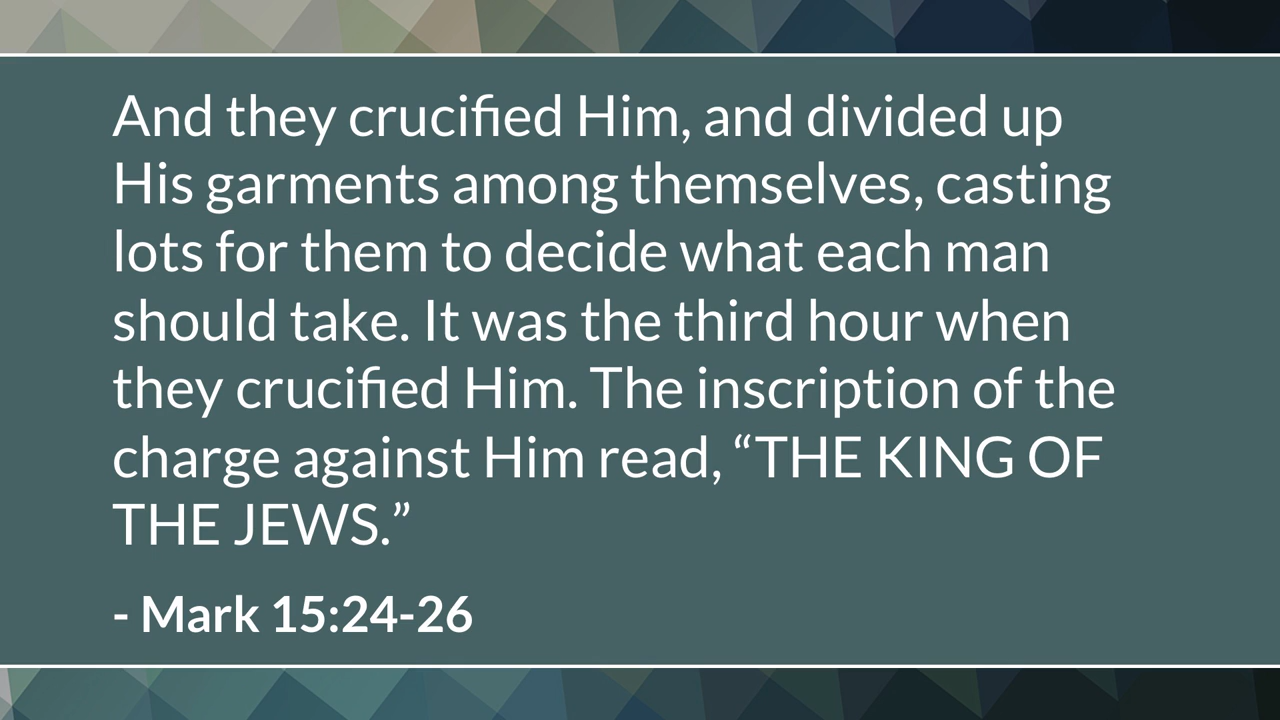 And they crucified Him, and divided up
His garments among themselves, casting
lots for them to decide what each man
should take. It was the third hour when
they crucified Him. The inscription of the
charge against Him read, “THE KING OF
THE JEWS.”
- Mark 15:24-26